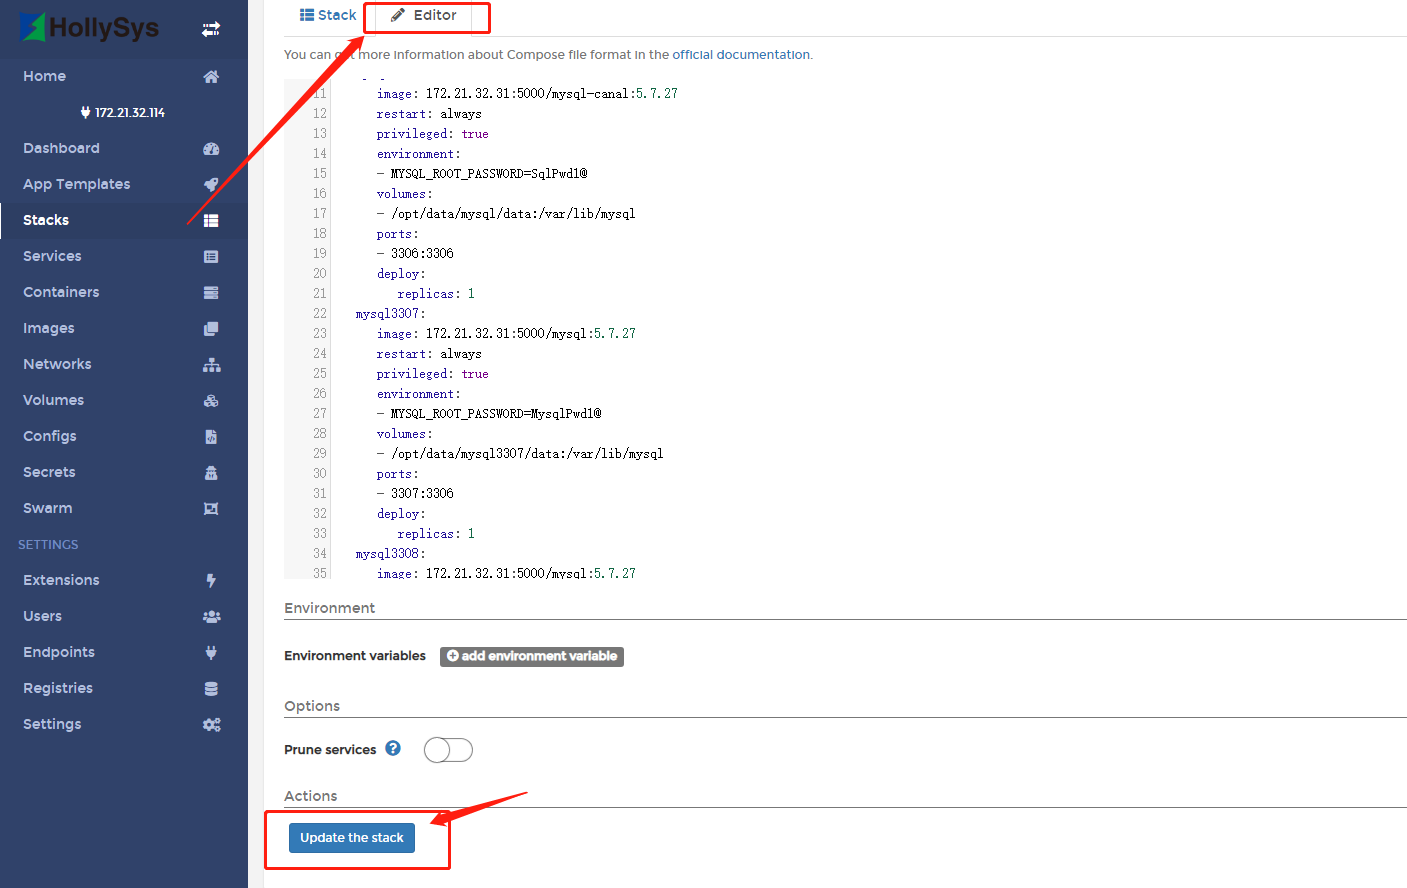 HollySys
Home
172.21.32.114
Dashboard
App Templates
Stacks
Services
Containers
Images
Networks
Volumes
Configs
Secrets
Swarm
SETTINGS
Extensions
Users
Endpoints
Registries
Settings
Stack
Editor
You can get more information about Compose file format in the official documentation.
11 image: 172.21.32.31:5000/mysql-canal:5.7.27
12 restart: always
13 privileged: true
14 environment:
15 - MYSQL_ROOT_PASSWORD=SqlPwd1@
16 volumes:
17 - /opt/data/mysql/data:/var/lib/mysql
18 ports:
19 - 3306:3306
20 deploy:
21 replicas: 1
22 mysql3307:
23 image: 172.21.32.31:5000/mysql:5.7.27
24 restart: always
25 privileged: true
26 environment:
27 - MYSQL_ROOT_PASSWORD=MysqlPwd1@
28 volumes:
29 - /opt/data/mysql3307/data:/var/lib/mysql
30 ports:
31 - 3307:3306
32 deploy:
33 replicas: 1
34 mysql3308:
35 image: 172.21.32.31:5000/mysql:5.7.27
Environment
Environment variables
add environment variable
Options
Prune services
Actions
Update the stack